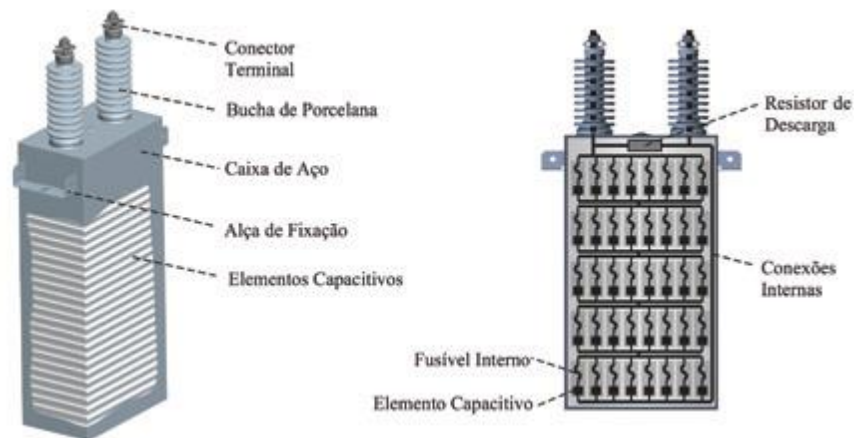 Conector
Terminal
Bucha de Porcelana
Caixa de Aço
Alça de Fixação
Elementos Capacitivos
Resistor de
Descarga
Conexões
Internas
Fusível Interno
Elemento Capacitivo